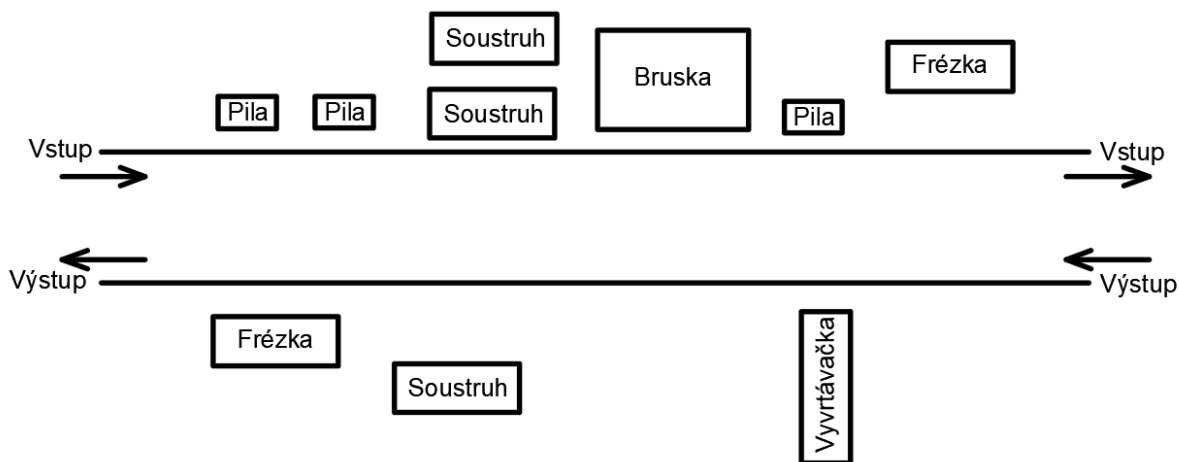 Soustruh
Bruska
Frézka
Pila
Pila
Soustruh
Pila
Vstup
Vstup
Výstup
Výstup
Frézka
Soustruh
Vyvrtávačka